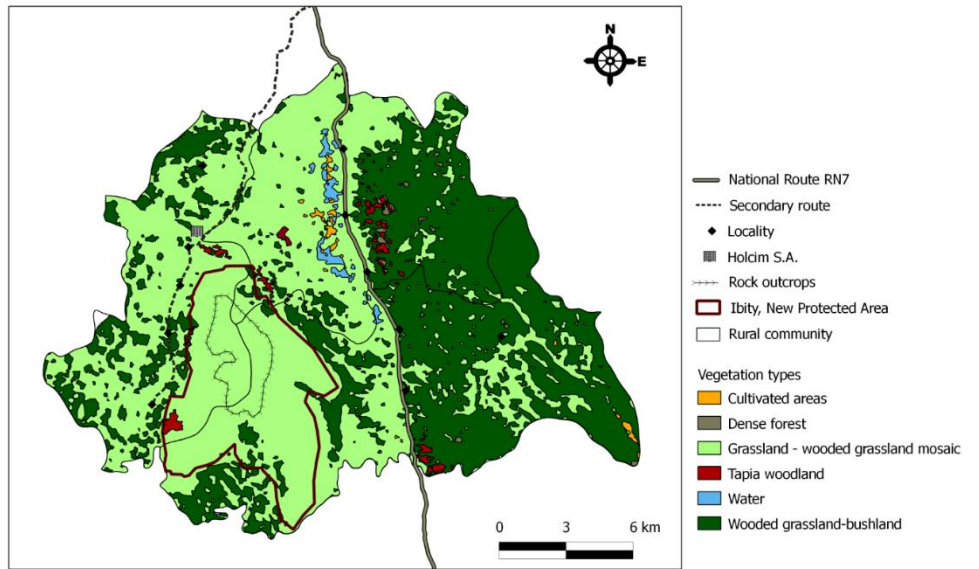 N
E
National Route RN7
Secondary route
Locality
Holcim S.A.
Rock outcrops
Ibity, New Protected Area
Rural community
Vegetation types
Cultivated areas
Dense forest
Grassland - wooded grassland mosaic
Tapia woodland
Water
Wooded grassland-bushland
0 3 6 km